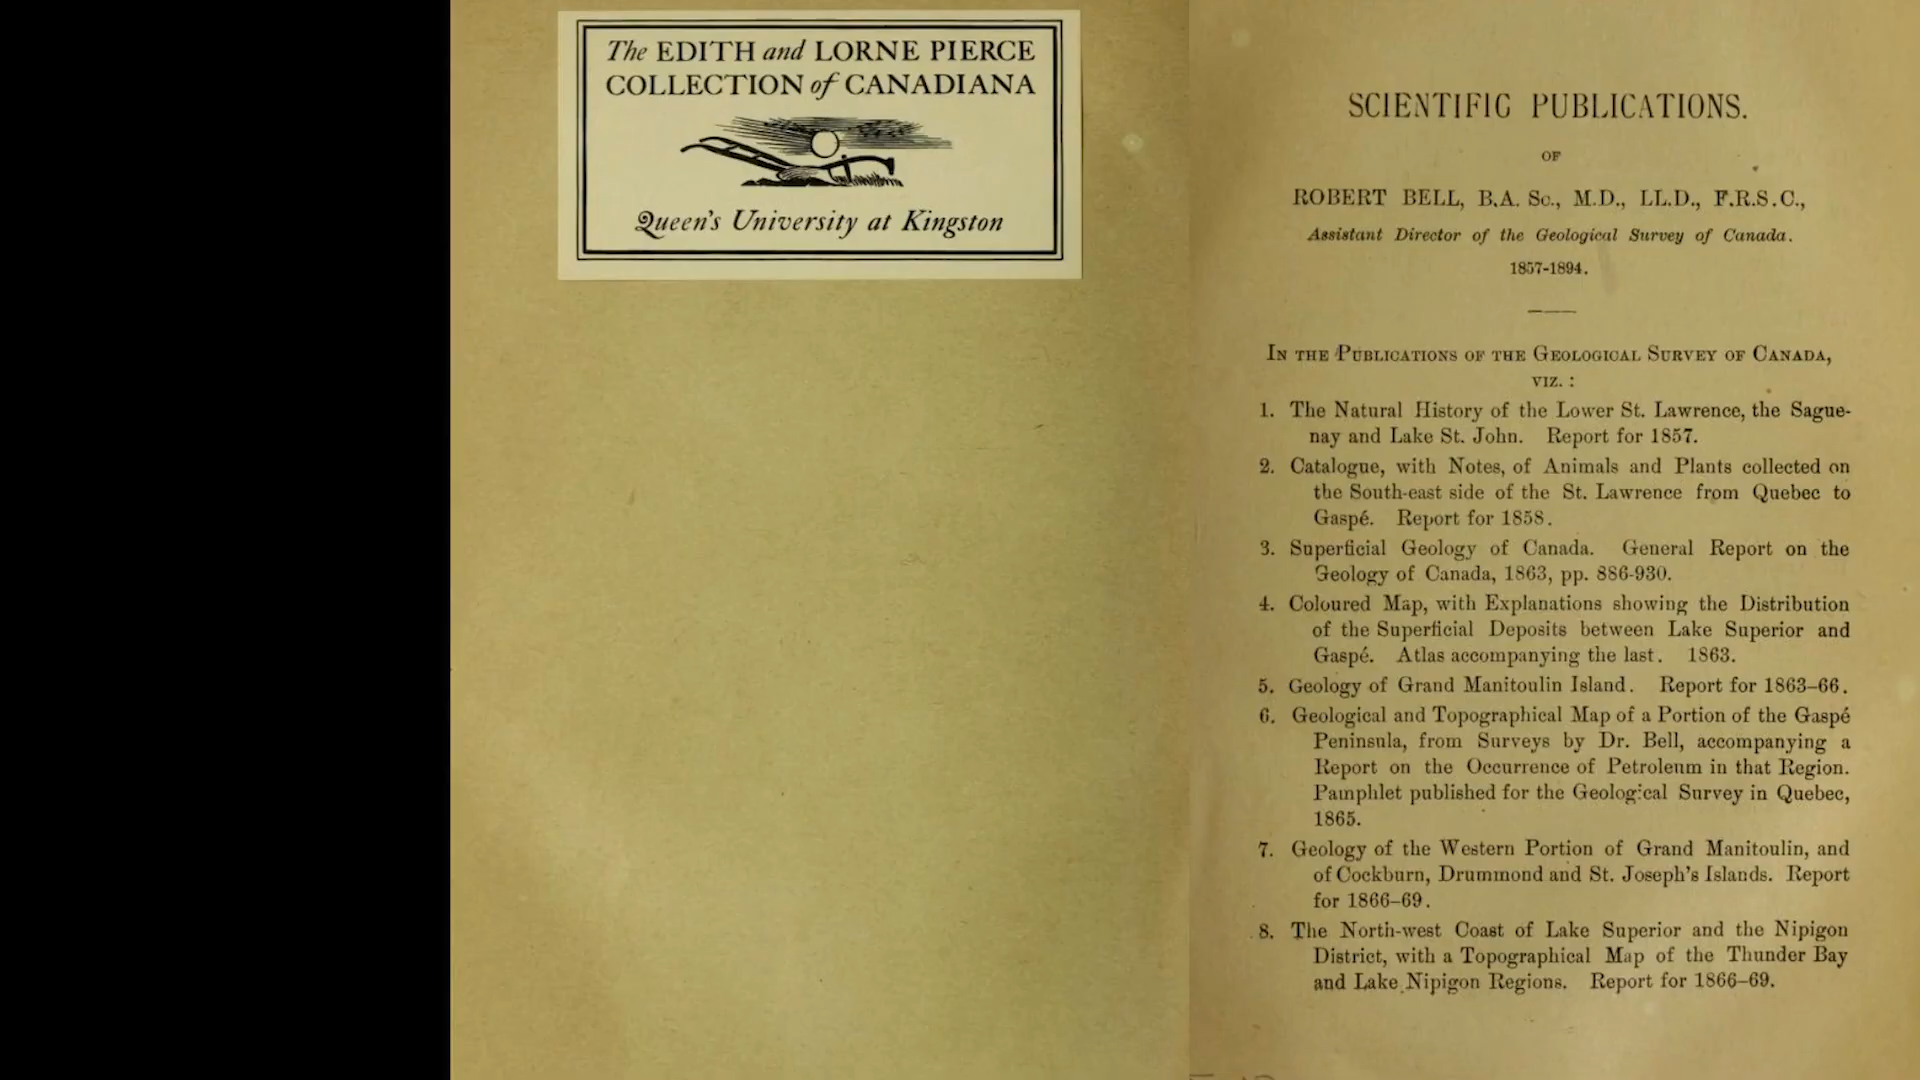 The EDITH and LORNE PIERCE
COLLECTION of CANADIANA
Queen's University at Kingston
SCIENTIFIC PUBLICATIONS.
OF
ROBERT BELL, B.A. Sc., M.D., LL.D., F.R.S.C.,
Assistant Director of the Geological Survey of Canada.
1857-1894.
IN THE PUBLICATIONS OF THE GEOLOGICAL SURVEY OF CANADA,
VIZ. :
1. The Natural History of the Lower St. Lawrence, the Sague-
nay and Lake St. John. Report for 1857.
2. Catalogue, with Notes, of Animals and Plants collected on
the South-east side of the St. Lawrence from Quebec to
Gaspé. Report for 1858.
3. Superficial Geology of Canada. General Report on the
Geology of Canada, 1863, pp. 886-930.
4. Coloured Map, with Explanations showing the Distribution
of the Superficial Deposits between Lake Superior and
Gaspé. Atlas accompanying the last. 1863.
5. Geology of Grand Manitoulin Island. Report for 1863–66.
6. Geological and Topographical Map of a Portion of the Gaspé
Peninsula, from Surveys by Dr. Bell, accompanying a
Report on the Occurrence of Petroleum in that Region.
Pamphlet published for the Geological Survey in Quebec,
1865.
7. Geology of the Western Portion of Grand Manitoulin, and
of Cockburn, Drummond and St. Joseph's Islands. Report
for 1866–69.
8. The North-west Coast of Lake Superior and the Nipigon
District, with a Topographical Map of the Thunder Bay
and Lake Nipigon Regions. Report for 1866–69.